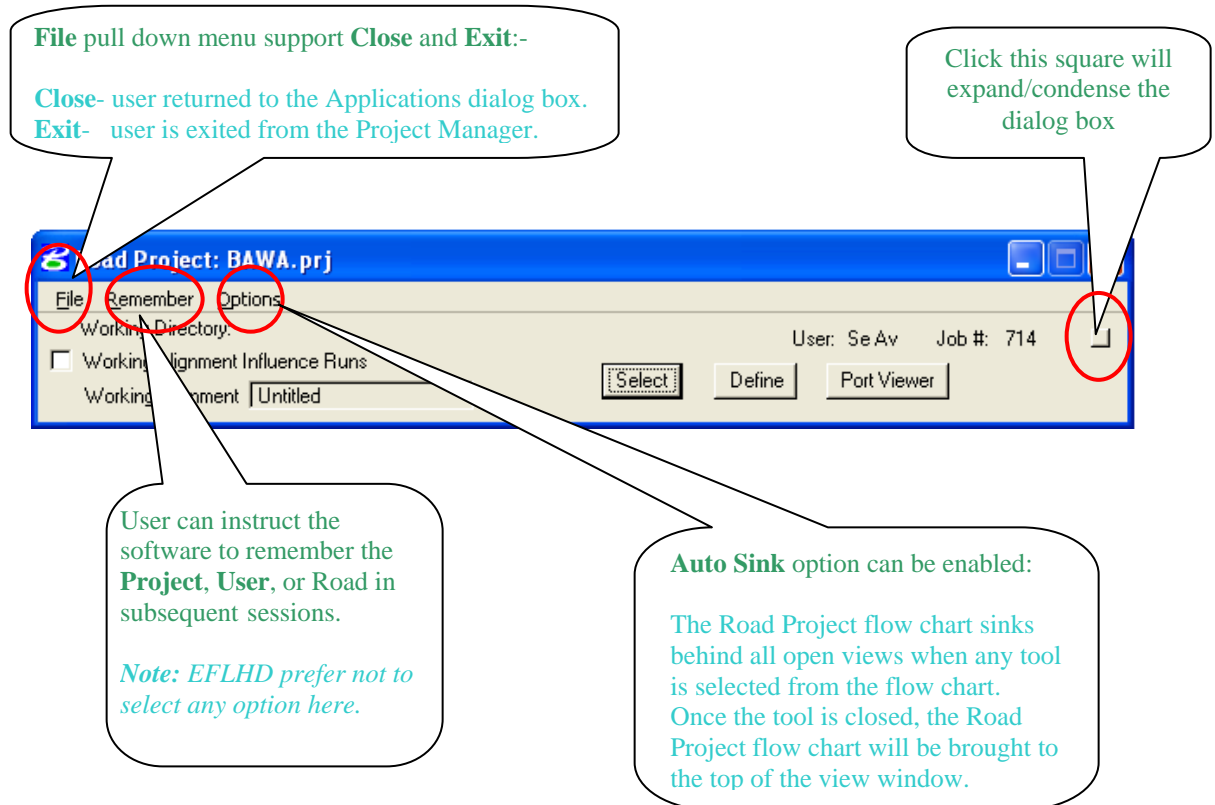 File pull down menu support Close and Exit:-
Close- user returned to the Applications dialog box.
Exit- user is exited from the Project Manager.
Click this square will
expand/condense the
dialog box
Project: BAWA.prj
File Remember Options
Working Directory:
User: Se Av Job #: 714
Working Alignment Influence Runs
Working Untitled
Select Define Port Viewer
User can instruct the
software to remember the
Project, User, or Road in
subsequent sessions.
Note: EFLHD prefer not to
select any option here.
Auto Sink option can be enabled:
The Road Project flow chart sinks
behind all open views when any tool
is selected from the flow chart.
Once the tool is closed, the Road
Project flow chart will be brought to
the top of the view window.